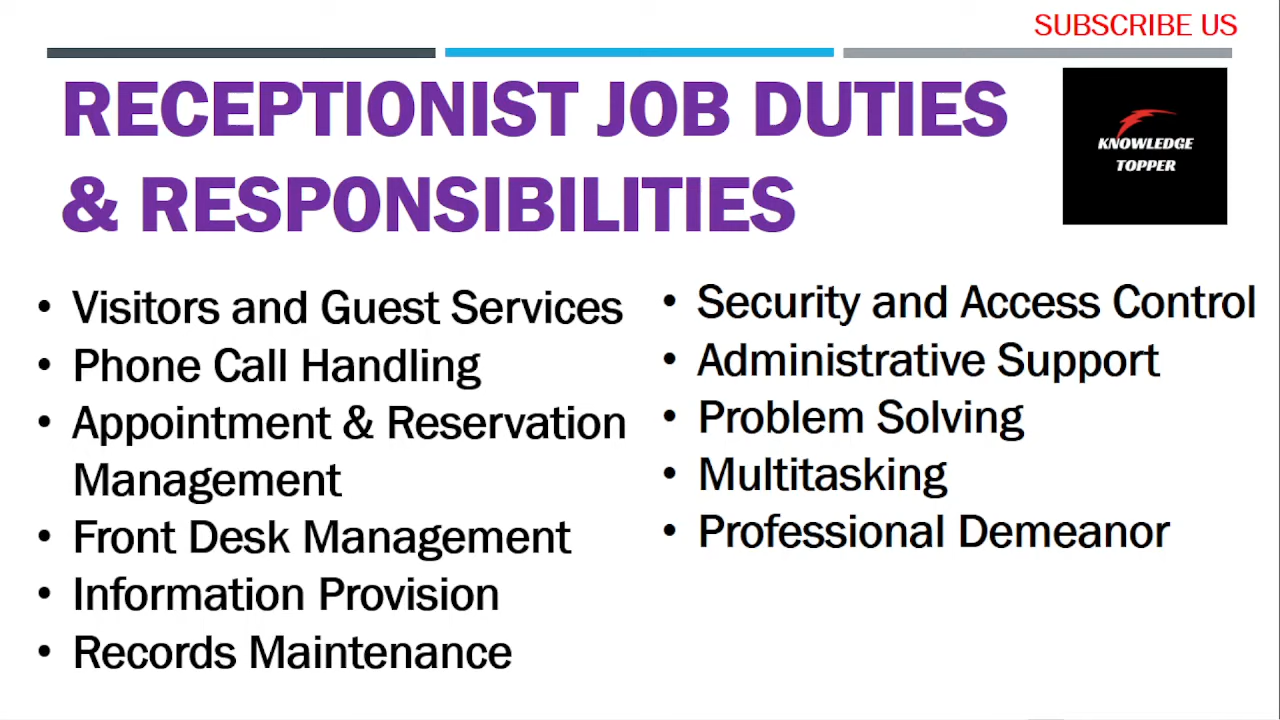 SUBSCRIBE US
RECEPTIONIST JOB DUTIES
& RESPONSIBILITIES
KNOWLEDGE
TOPPER
• Visitors and Guest Services
• Phone Call Handling
• Appointment & Reservation
Management
• Front Desk Management
• Information Provision
• Records Maintenance
• Security and Access Control
• Administrative Support
• Problem Solving
• Multitasking
• Professional Demeanor